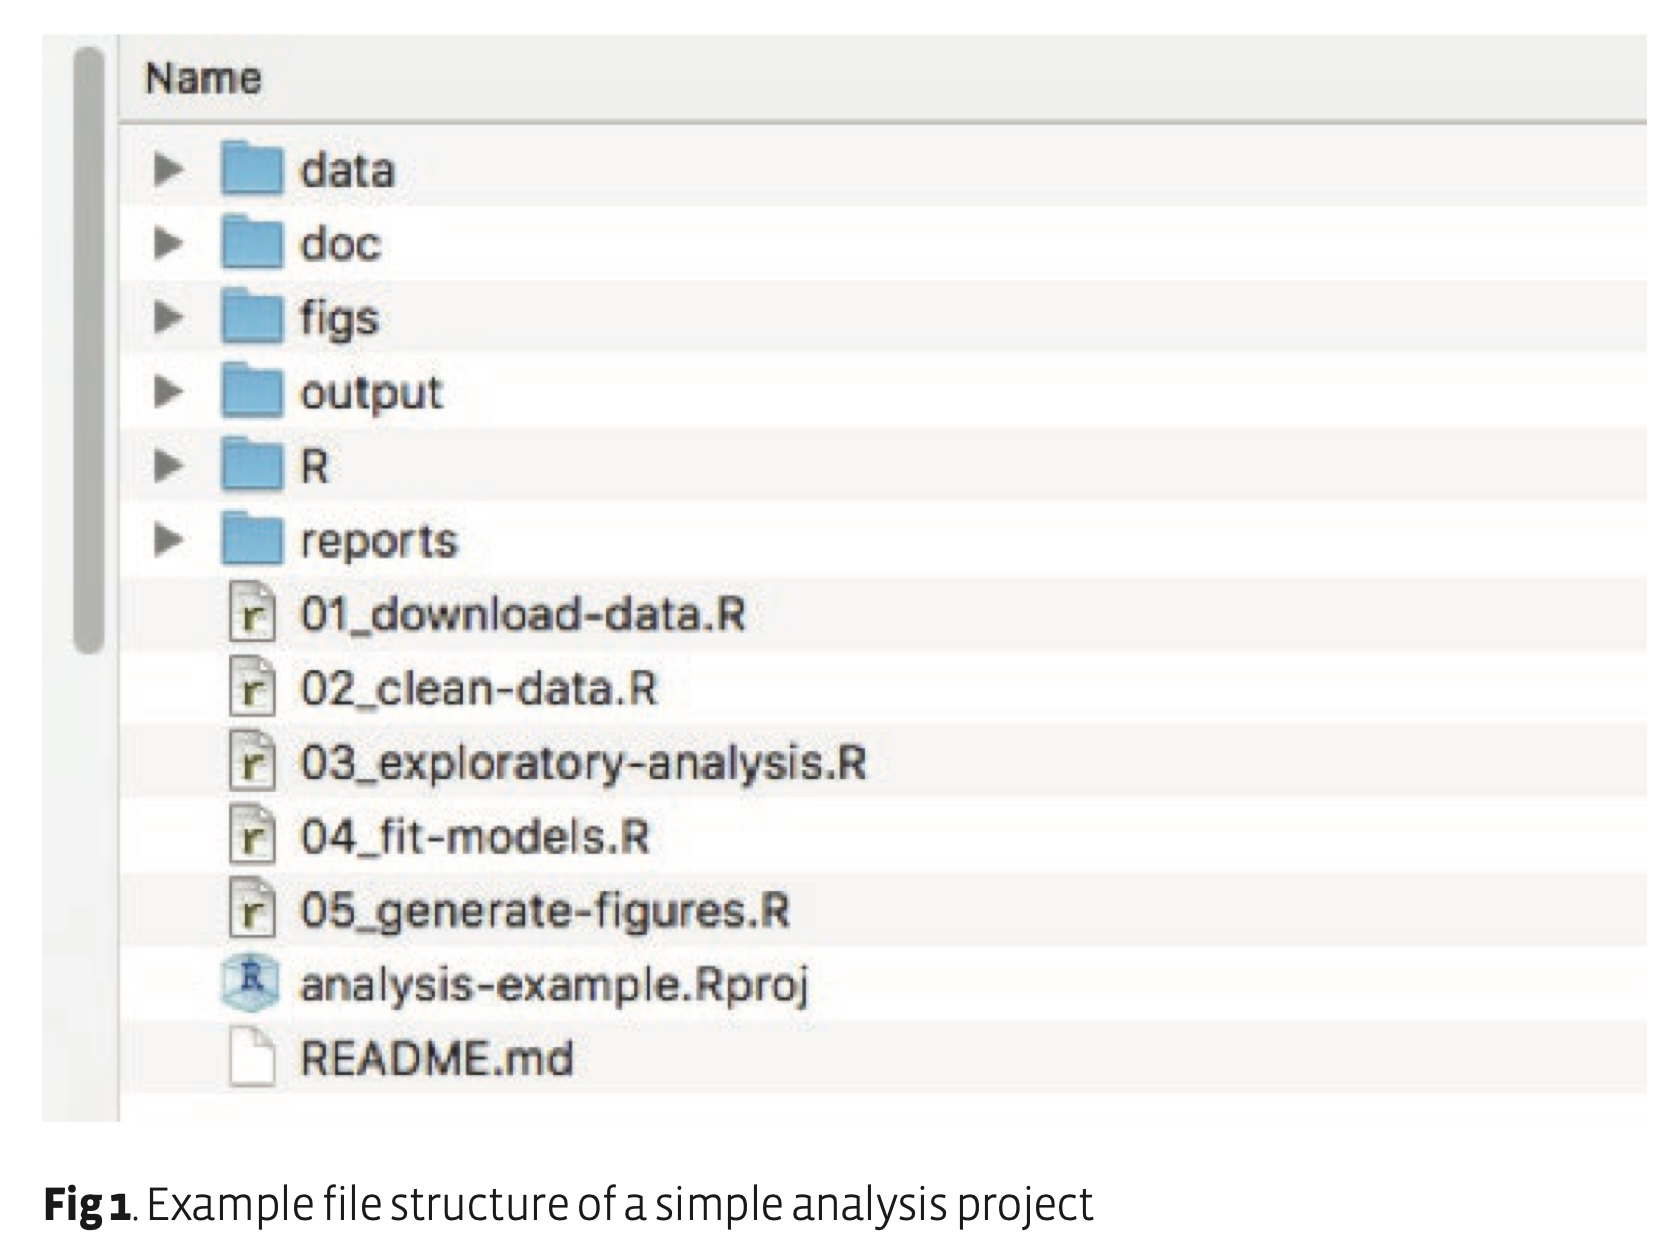 Name
data
doc
figs
output
R
reports
01_download-data.R
02_clean-data.R
03_exploratory-analysis.R
04_fit-models.R
05_generate-figures.R
analysis-example.Rproj
README.md
Fig 1. Example file structure of a simple analysis project